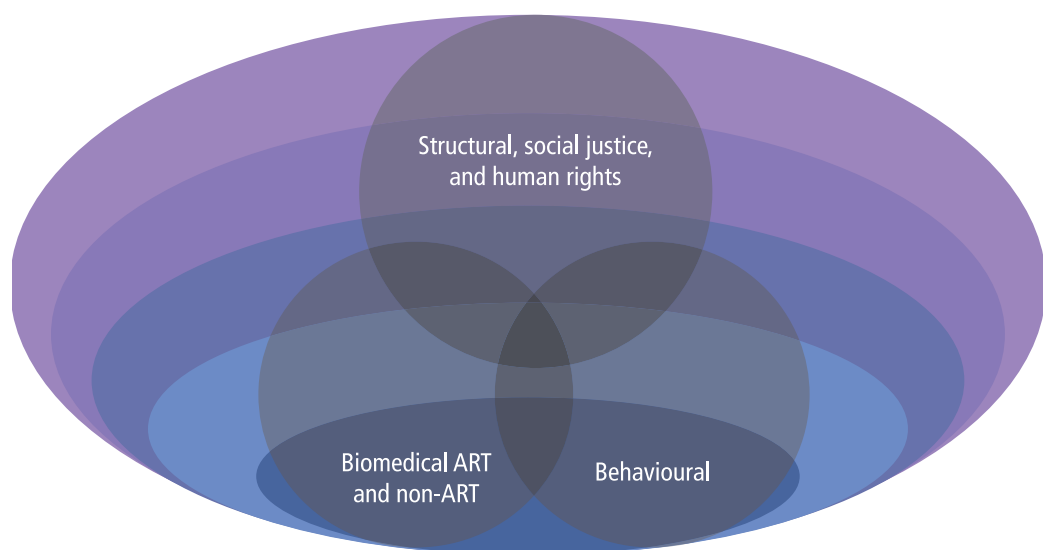 Structural, social justice,
and human rights
Biomedical ART
and non-ART
Behavioural